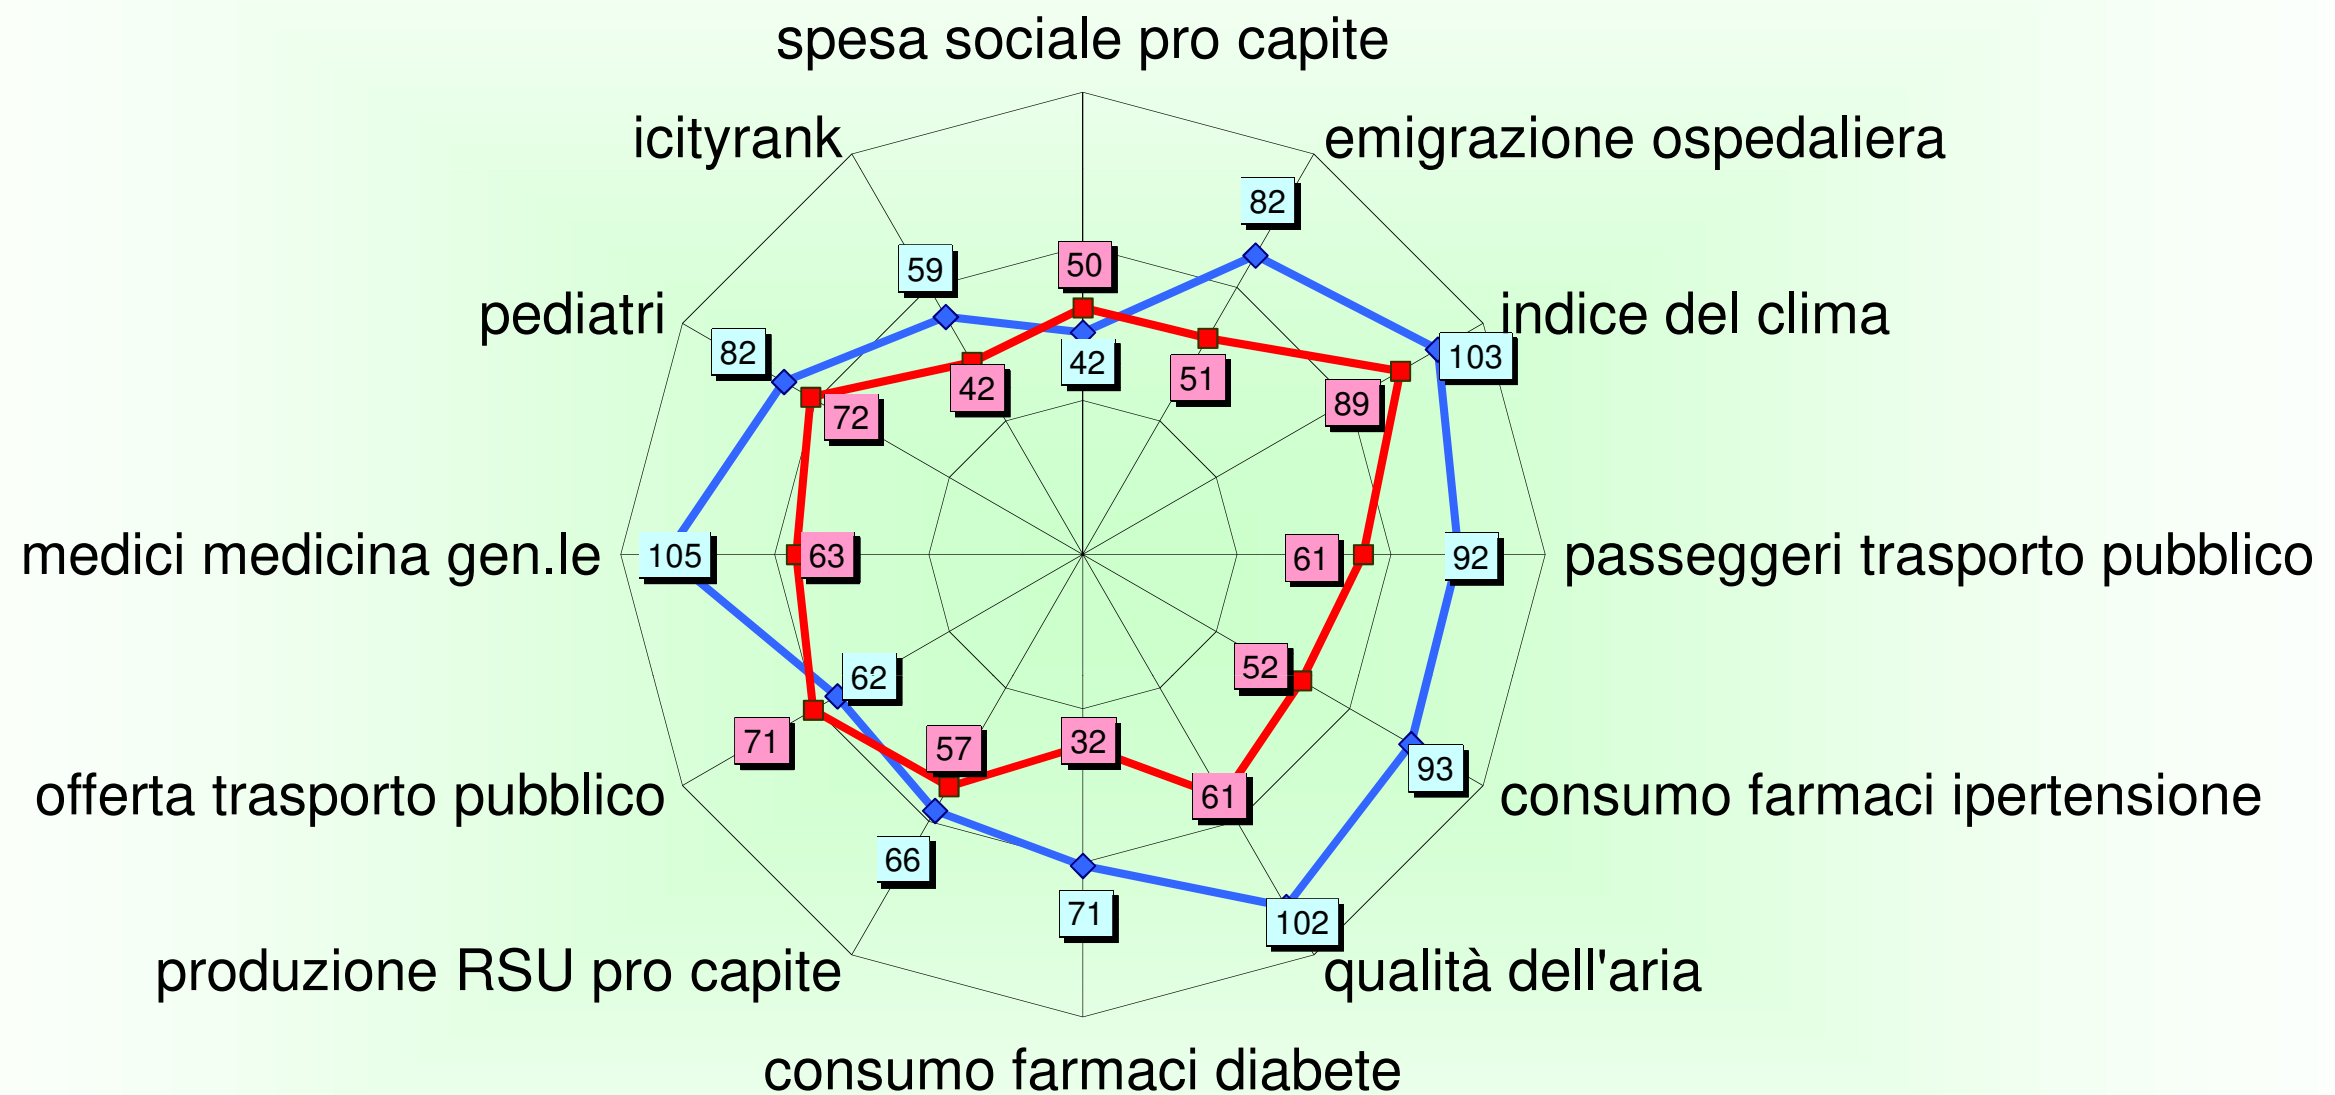 spesa sociale pro capite
icityrank
emigrazione ospedaliera
82
59
50
pediatri
indice del clima
82
42
103
42
51
72
89
medici medicina gen.le
105
63
61
92
passeggeri trasporto pubblico
62
52
71
57
32
61
93
offerta trasporto pubblico
consumo farmaci ipertensione
66
71
102
produzione RSU pro capite
qualità dell'aria
consumo farmaci diabete